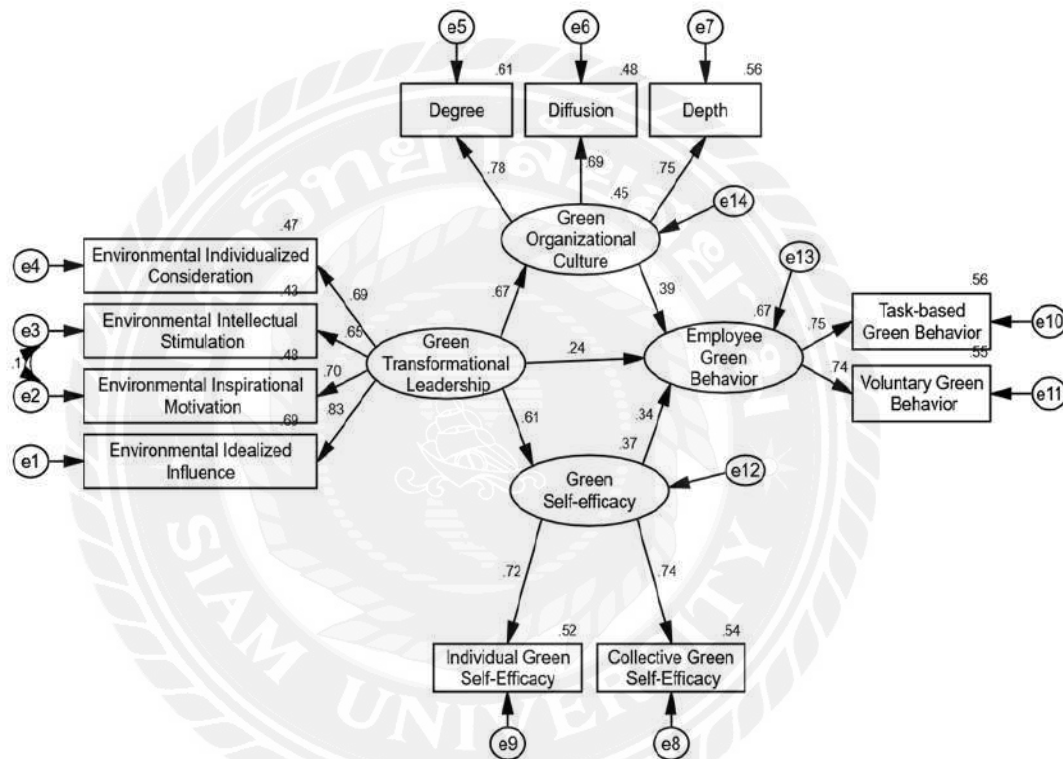 e5
e6
e7
.61
.48
.56
Degree
Diffusion
Depth
.78
.69
.75
.45
e14
Green
Organizational
Culture
.47
e4
Environmental Individualized
Consideration
.43
.69
.67
.39
e13
.67
.56
e3
Environmental Intellectual
Stimulation
.65
Green
Transformational
Leadership
.24
Employee
Green
Behavior
.75
Task-based
Green Behavior
e10
.1
.48
.70
.55
e2
Environmental Inspirational
Motivation
.74
Voluntary Green
Behavior
e11
.69
.83
.61
.34
.37
e1
Environmental Idealized
Influence
e12
Green
Self-efficacy
.72
.74
.52
.54
Individual Green
Self-Efficacy
Collective Green
Self-Efficacy
e9
e8
SIAM UNIVERSITY